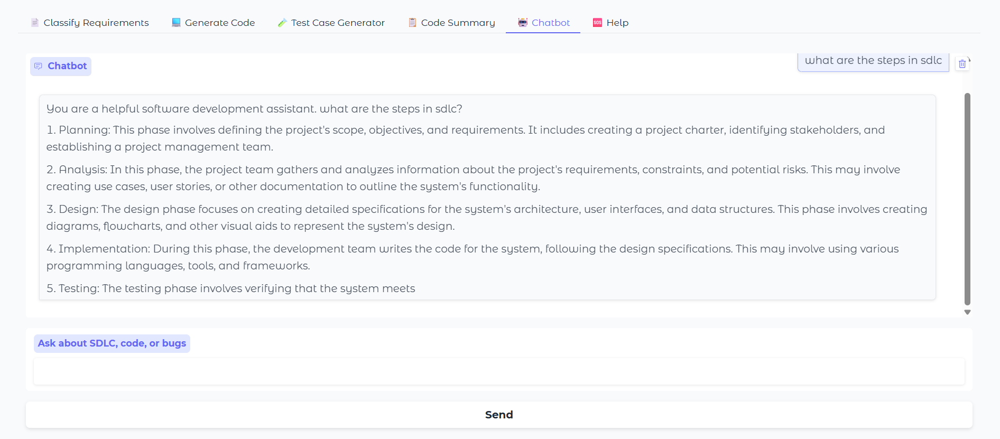 Classify Requirements
Generate Code
Test Case Generator
Code Summary
Chatbot
SOS Help
Chatbot
what are the steps in sdlc
You are a helpful software development assistant. what are the steps in sdlc?
1. Planning: This phase involves defining the project's scope, objectives, and requirements. It includes creating a project charter, identifying stakeholders, and
establishing a project management team.
2. Analysis: In this phase, the project team gathers and analyzes information about the project's requirements, constraints, and potential risks. This may involve
creating use cases, user stories, or other documentation to outline the system's functionality.
3. Design: The design phase focuses on creating detailed specifications for the system's architecture, user interfaces, and data structures. This phase involves creating
diagrams, flowcharts, and other visual aids to represent the system's design.
4. Implementation: During this phase, the development team writes the code for the system, following the design specifications. This may involve using various
programming languages, tools, and frameworks.
5. Testing: The testing phase involves verifying that the system meets
Ask about SDLC, code, or bugs
Send